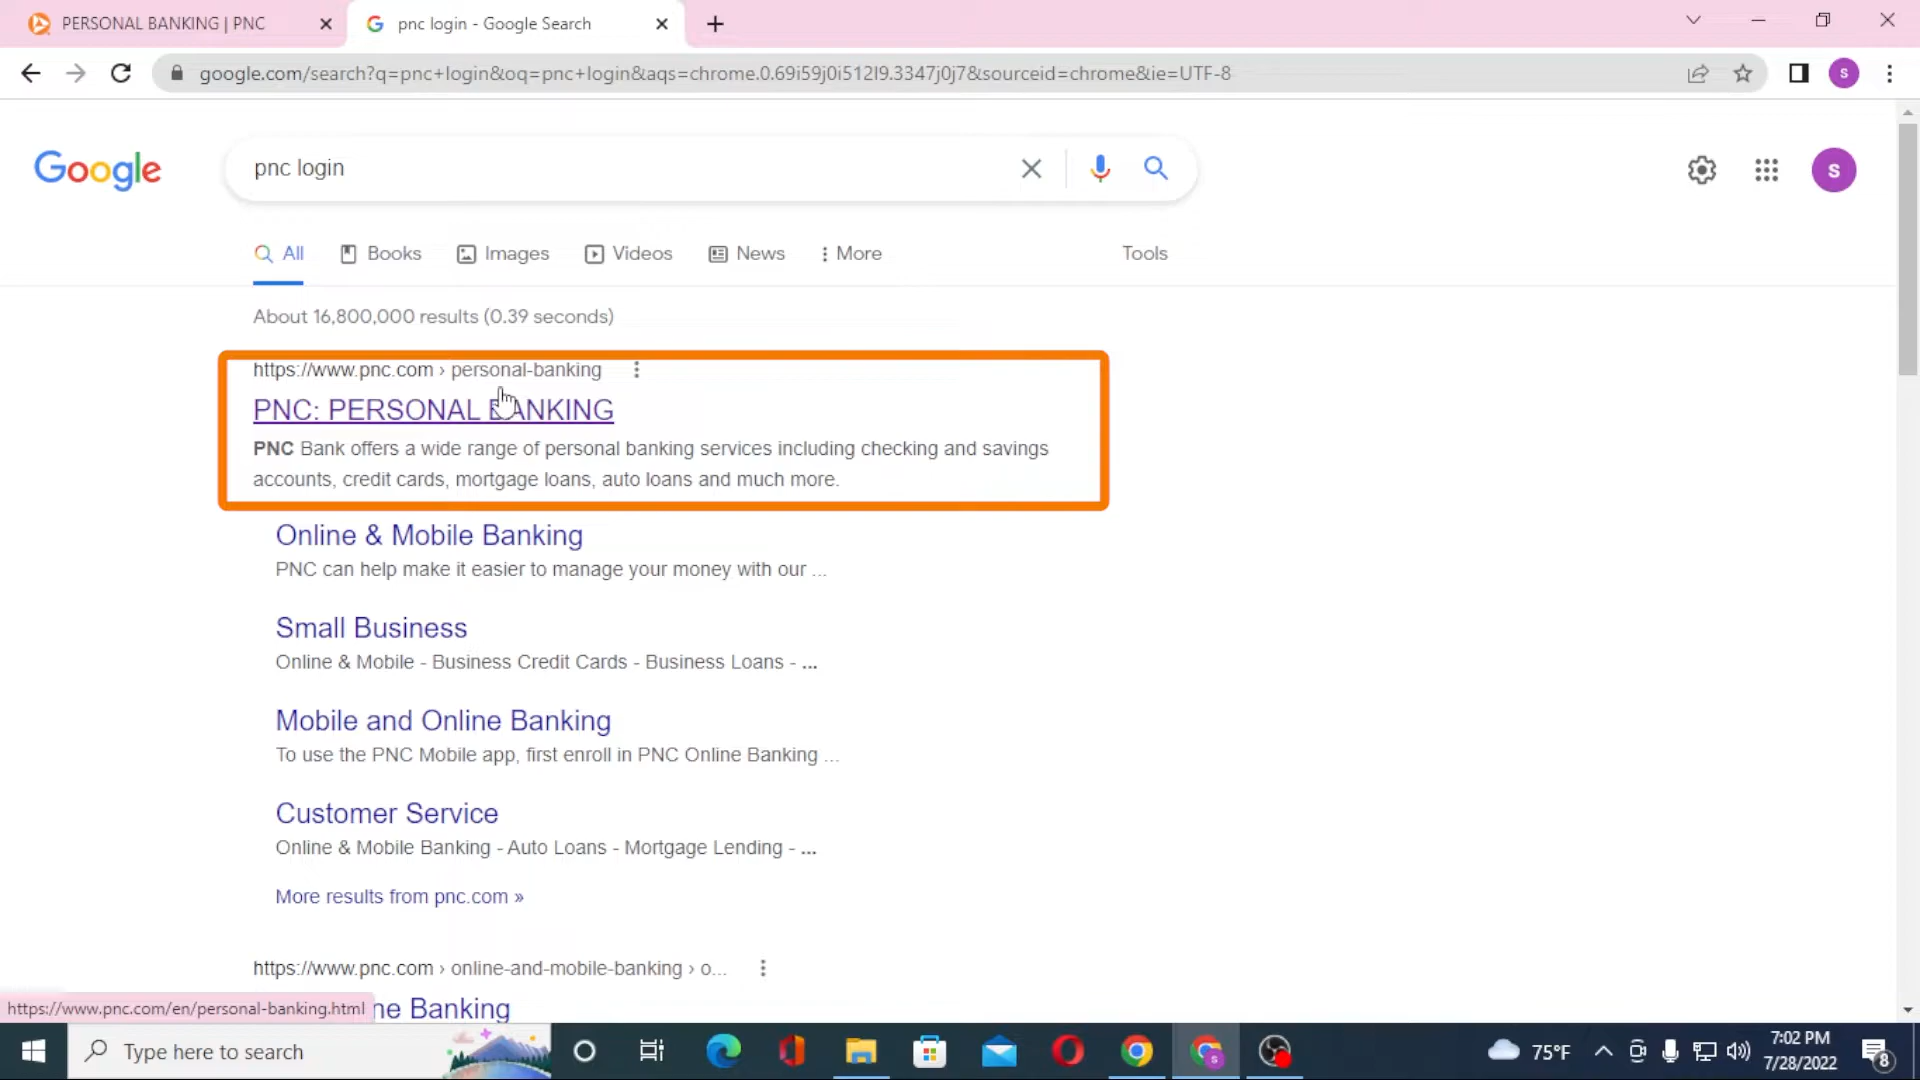 PERSONAL BANKING | PNC
pnc login - Google Search
google.com/search?q=pnc+login&oq=pnc+login&aqs=chrome.0.69i59j0i512l9.3347j0j7&sourceid=chrome&ie=UTF-8
S
Google
pnc login
S
All Books Images Videos News More Tools
About 16,800,000 results (0.39 seconds)
https://www.pnc.com › personal-banking
PNC: PERSONAL BANKING
PNC Bank offers a wide range of personal banking services including checking and savings
accounts, credit cards, mortgage loans, auto loans and much more.
Online & Mobile Banking
PNC can help make it easier to manage your money with our ...
Small Business
Online & Mobile - Business Credit Cards - Business Loans - ...
Mobile and Online Banking
To use the PNC Mobile app, first enroll in PNC Online Banking ...
Customer Service
Online & Mobile Banking - Auto Loans - Mortgage Lending - ...
More results from pnc.com »
https://www.pnc.com › online-and-mobile-banking › o...
ne Banking
https://www.pnc.com/en/personal-banking.html
Type here to search
75°F
7:02 PM
7/28/2022
8